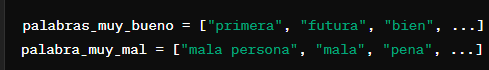 palabras_muy_bueno = ["primera", "futura", "bien", ...]
palabra_muy_mal = ["mala persona", "mala", "pena", ...]